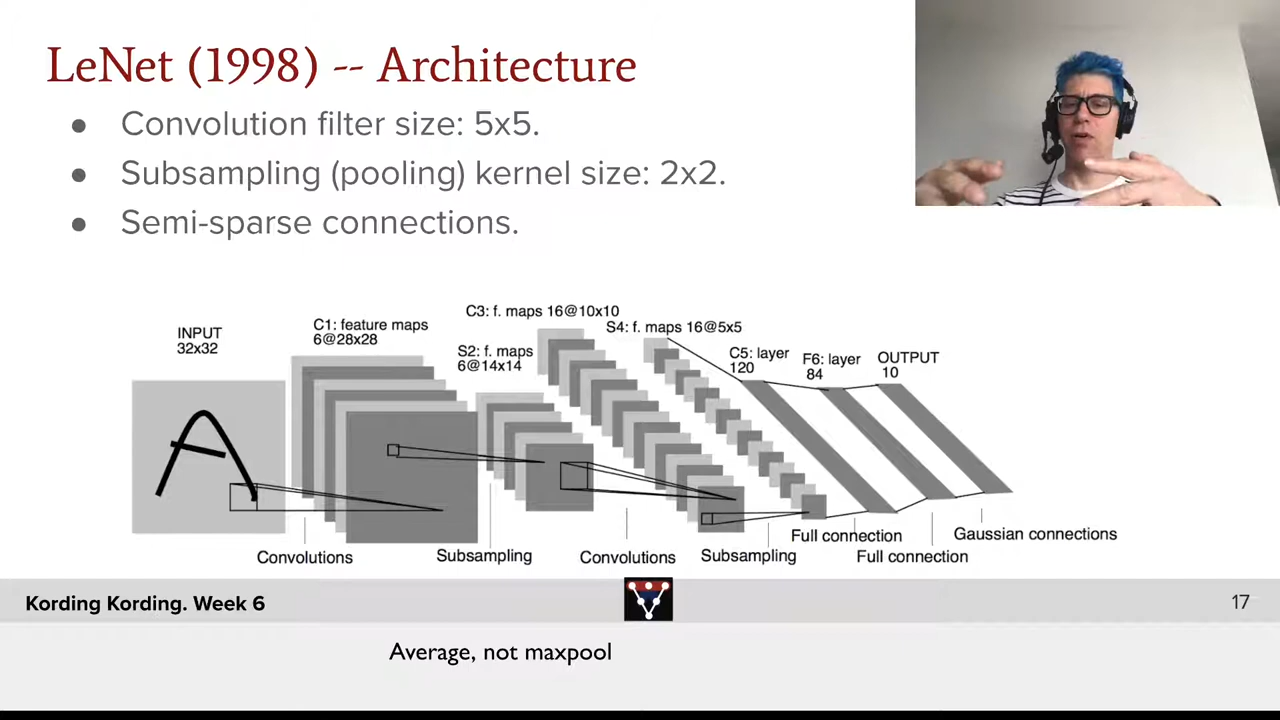 LeNet (1998) -- Architecture
● Convolution filter size: 5x5.
● Subsampling (pooling) kernel size: 2x2.
● Semi-sparse connections.
INPUT
32x32
C1: feature maps
6@28x28
S2: f. maps
6@14x14
C3: f. maps 16@10x10
S4: f. maps 16@5x5
C5: layer
120
F6: layer
84
OUTPUT
10
A
Convolutions
Subsampling
Convolutions
Subsampling
Full connection
Full connection
Gaussian connections
Kording Kording. Week 6
17
Average, not maxpool